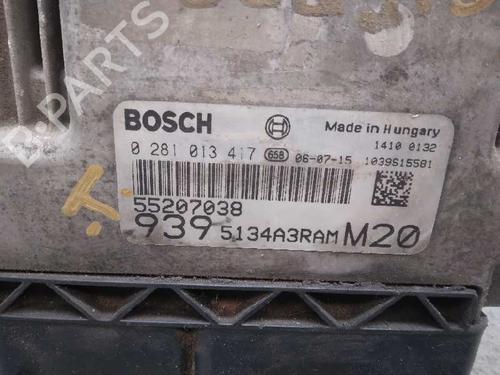 B-PARTS
BOSCH
Made in Hungary
1410 0132
0 281 013 417 658 06-07-15 1039S15581
55207038
939 5134A3RAM M20